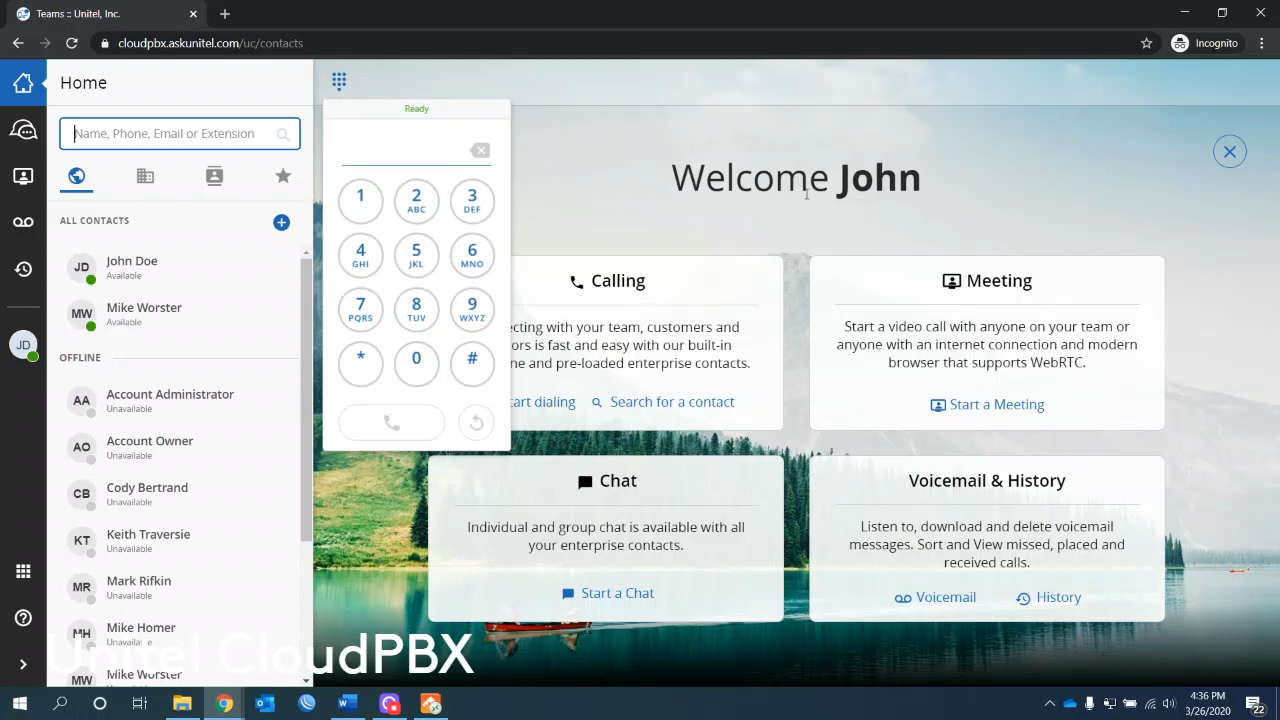 Teams by Unitel, Inc.
cloudpbx.askunitel.com/uc/contacts
Incognito
Home
Name, Phone, Email or Extension
ALL CONTACTS
JD
John Doe
Available
MW
Mike Worster
Available
JD
OFFLINE
AA
Account Administrator
Unavailable
AO
Account Owner
Unavailable
CB
Cody Bertrand
Unavailable
KT
Keith Traversie
Unavailable
MR
Mark Rifkin
Unavailable
MH
Mike Homer
Unavailable
MW
Mike Worster
Ready
1
2
ABC
3
DEF
4
GHI
5
JKL
6
MNO
7
PQRS
8
TUV
9
WXYZ
*
0
#
Welcome John
Calling
ecting with your team, customers and
ors is fast and easy with our built-in
ne and pre-loaded enterprise contacts.
tart dialing
Search for a contact
Meeting
Start a video call with anyone on your team or
anyone with an internet connection and modern
browser that supports WebRTC.
Start a Meeting
Chat
Individual and group chat is available with all
your enterprise contacts.
Start a Chat
Voicemail & History
Listen to, download and delete voicemail
messages. Sort and View missed, placed and
received calls.
Voicemail
History
Unitel CloudPBX
4:36 PM
3/26/2020
22